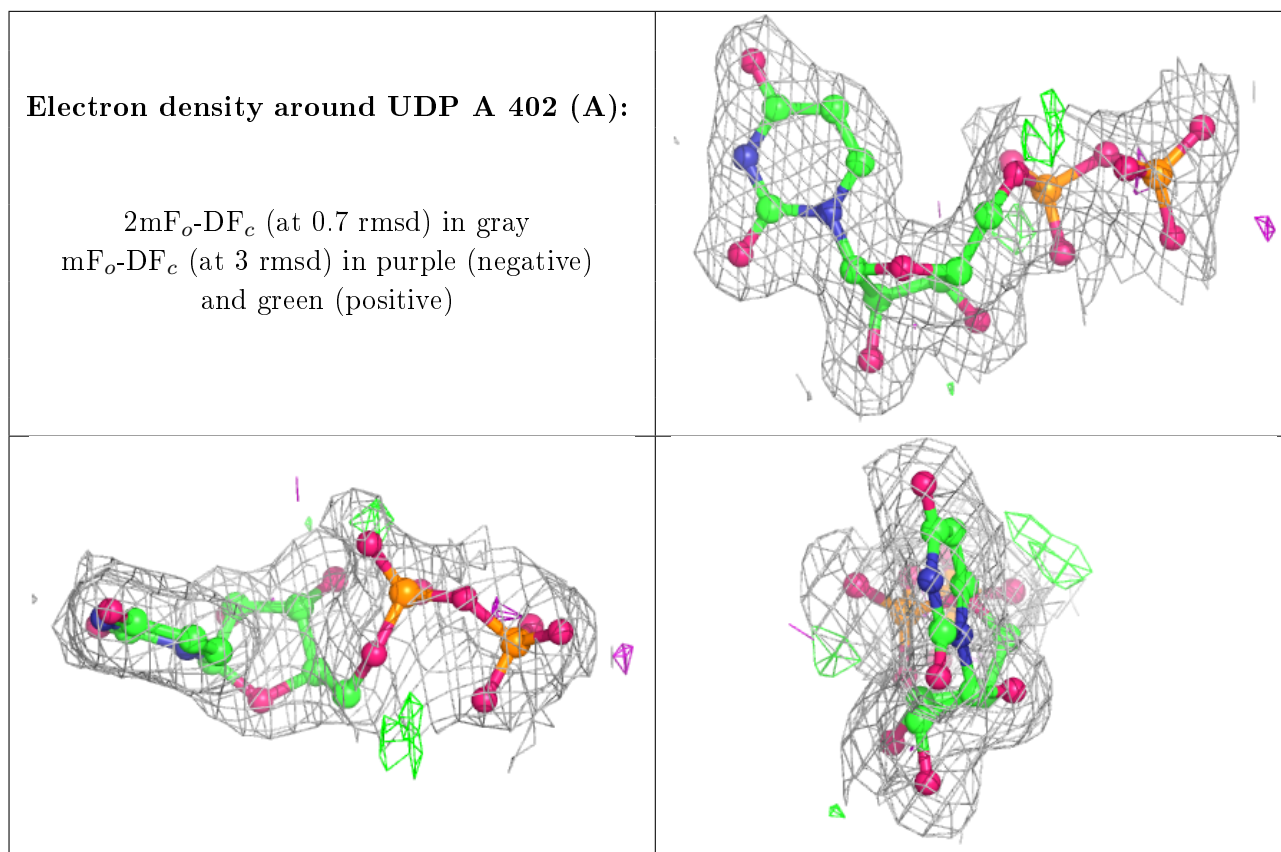 Electron density around UDP A 402 (A):
2mFₒ-DF𝒸 (at 0.7 rmsd) in gray
mFₒ-DF𝒸 (at 3 rmsd) in purple (negative)
and green (positive)